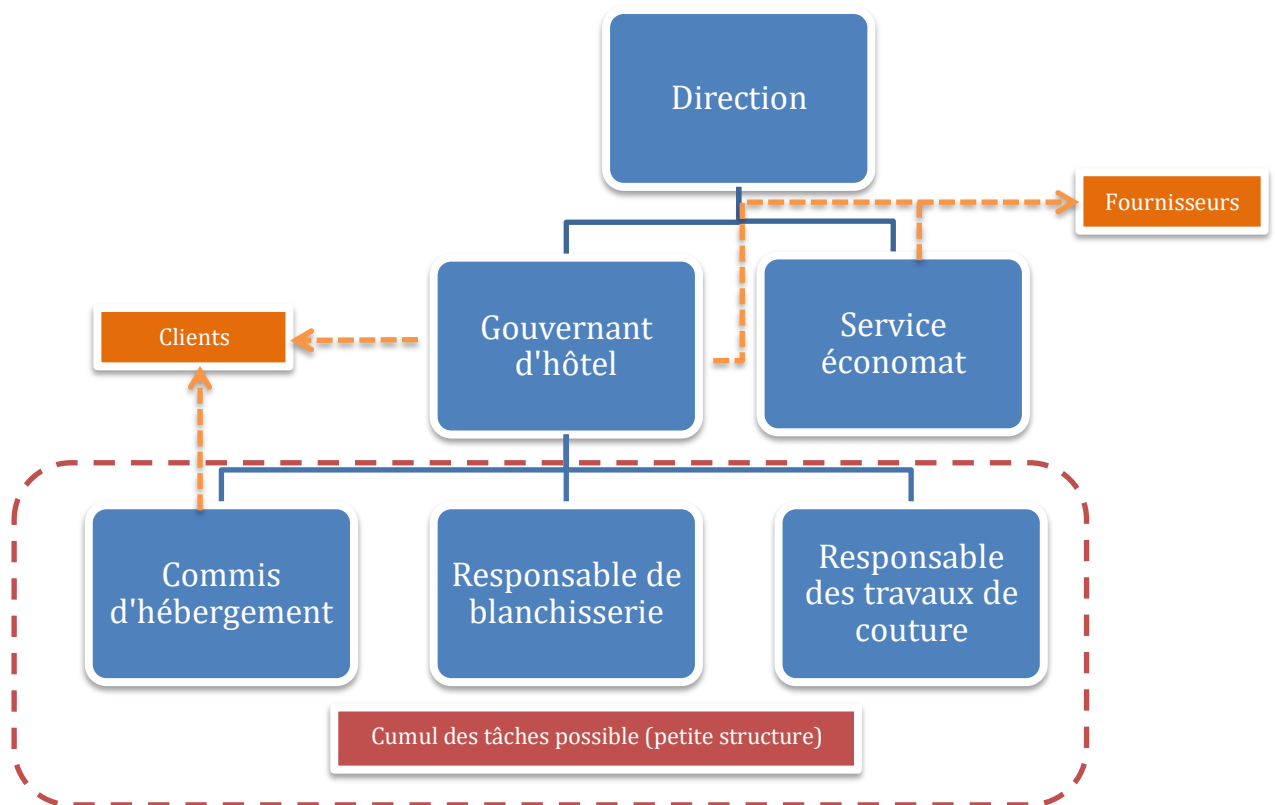 Direction
Fournisseurs
Gouvernant
d'hôtel
Service
économat
Clients
Commis
d'hébergement
Responsable de
blanchisserie
Responsable
des travaux de
couture
Cumul des tâches possible (petite structure)